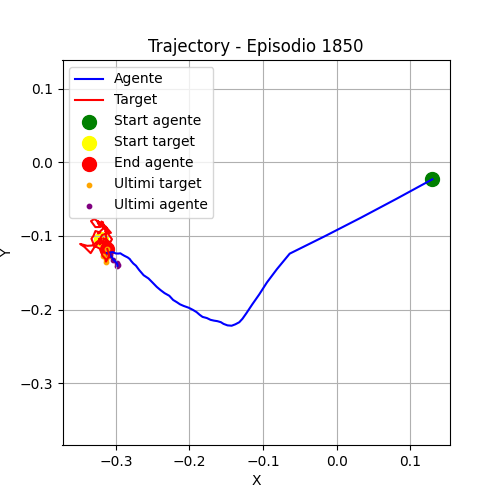 Trajectory - Episodio 1850
Agente
Target
Start agente
Start target
End agente
Ultimi target
Ultimi agente
0.1
0.0
−0.1
−0.2
−0.3
Y
−0.3
−0.2
−0.1
0.0
0.1
X